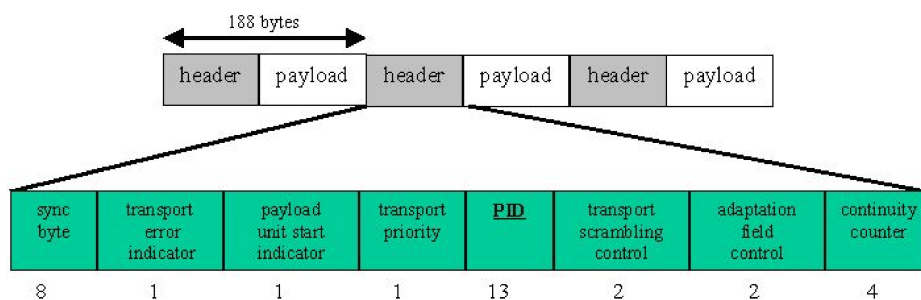 188 bytes
header payload header payload header payload
sync byte
transport error indicator
payload unit start indicator
transport priority
PID
transport scrambling control
adaptation field control
continuity counter
8 1 1 1 13 2 2 4